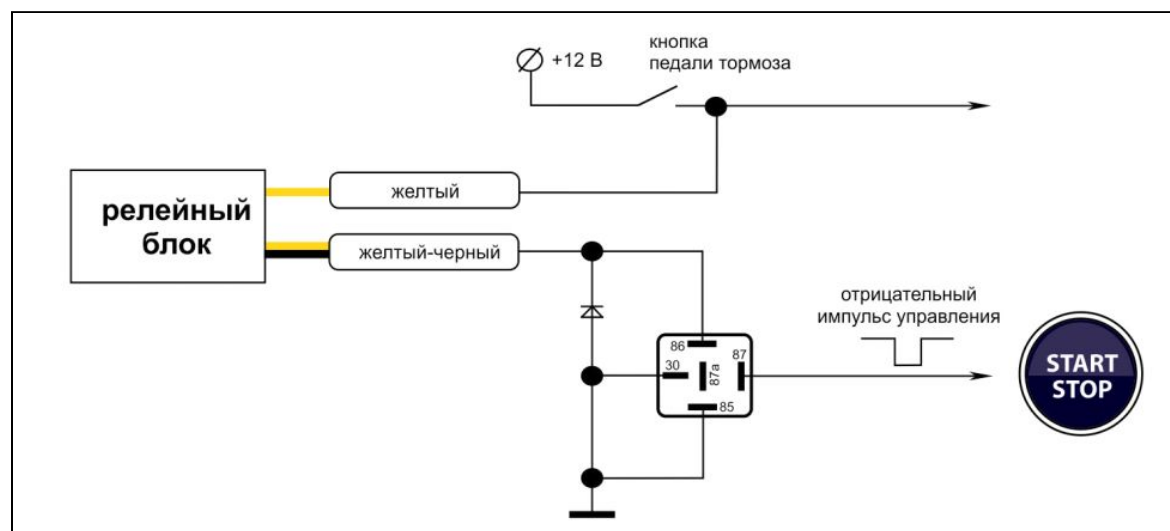 кнопка
+12 В
педали тормоза
желтый
релейный
блок
желтый-черный
отрицательный
импульс управления
86
87
30
87а
85
START
STOP